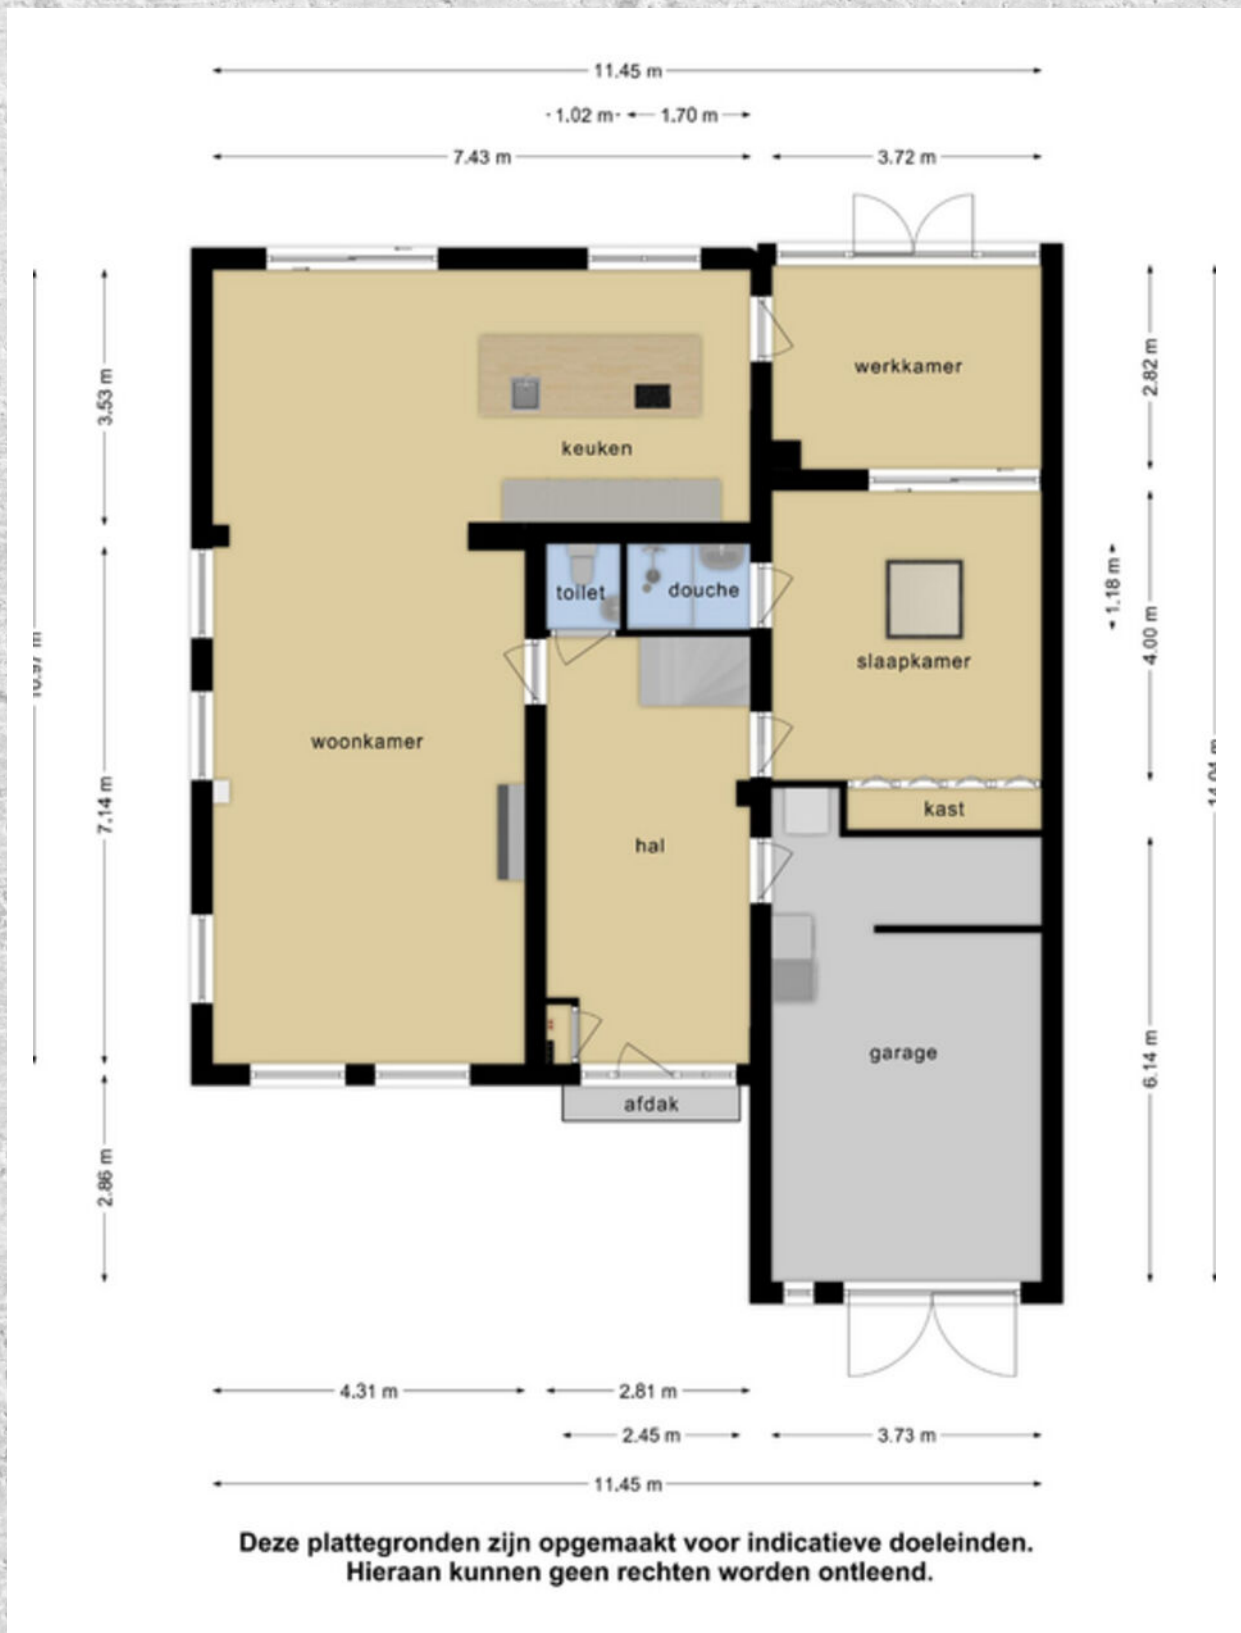 11.45 m
1.02 m
1.70 m
7.43 m
3.72 m
werkkamer
2.82 m
3.53 m
keuken
toilet
douche
1.18 m
4.00 m
slaapkamer
woonkamer
7.14 m
kast
hal
garage
6.14 m
afdak
2.86 m
4.31 m
2.81 m
2.45 m
3.73 m
11.45 m
Deze plattegronden zijn opgemaakt voor indicatieve doeleinden.
Hieraan kunnen geen rechten worden ontleend.